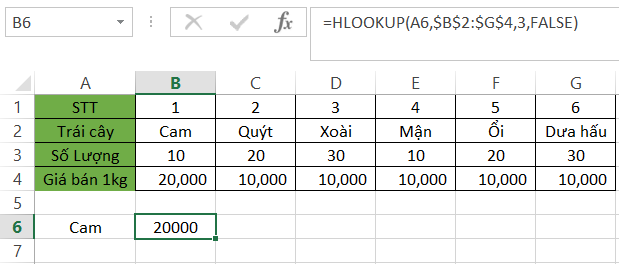 B6 fx =HLOOKUP(A6,$B$2:$G$4,3,FALSE)
A B C D E F G
1 STT 1 2 3 4 5 6
2 Trái cây Cam Quýt Xoài Mận Ổi Dưa hấu
3 Số Lượng 10 20 30 10 20 30
4 Giá bán 1kg 20,000 10,000 10,000 10,000 10,000 10,000
5
6 Cam 20000
7